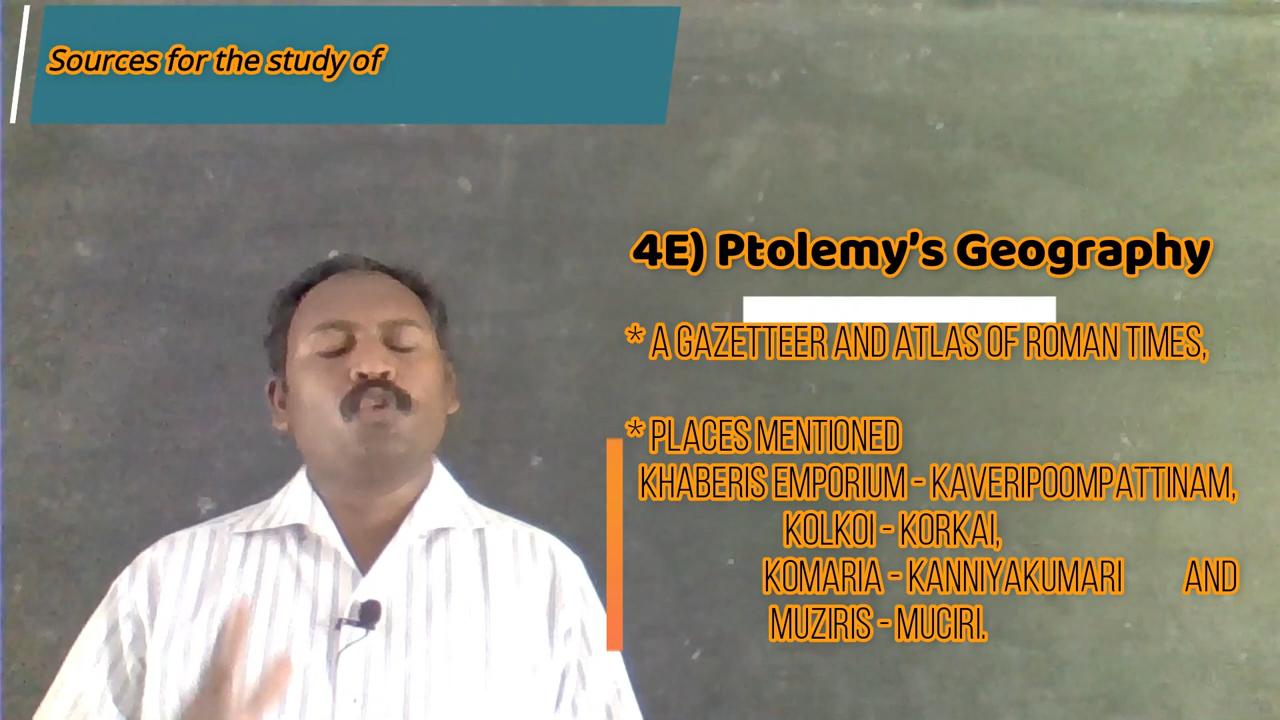 Sources for the study of
4E) Ptolemy's Geography
* A GAZETTEER AND ATLAS OF ROMAN TIMES,
* PLACES MENTIONED
KHABERIS EMPORIUM - KAVERIPOOMPATTINAM,
KOLKOI - KORKAI,
KOMARIA - KANNIYAKUMARI AND
MUZIRIS - MUCIRI.